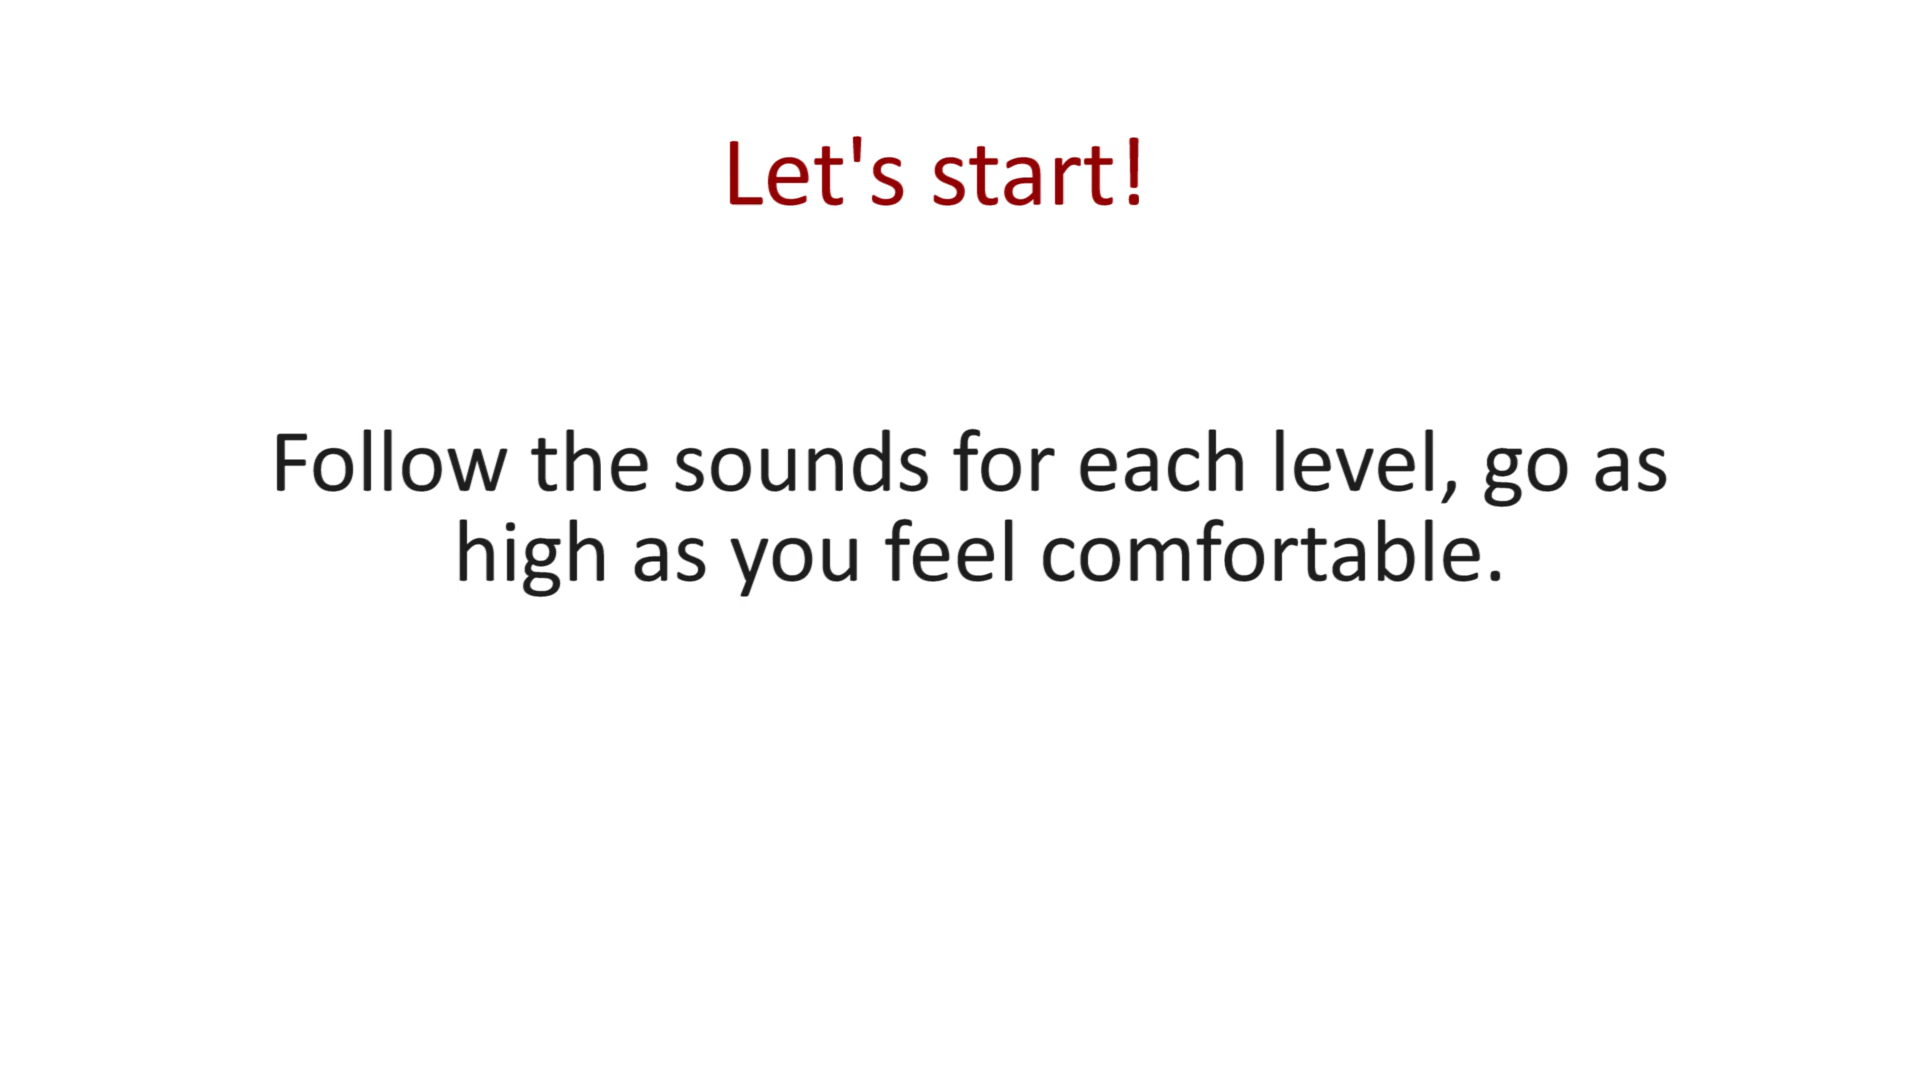 Let's start!
Follow the sounds for each level, go as
high as you feel comfortable.